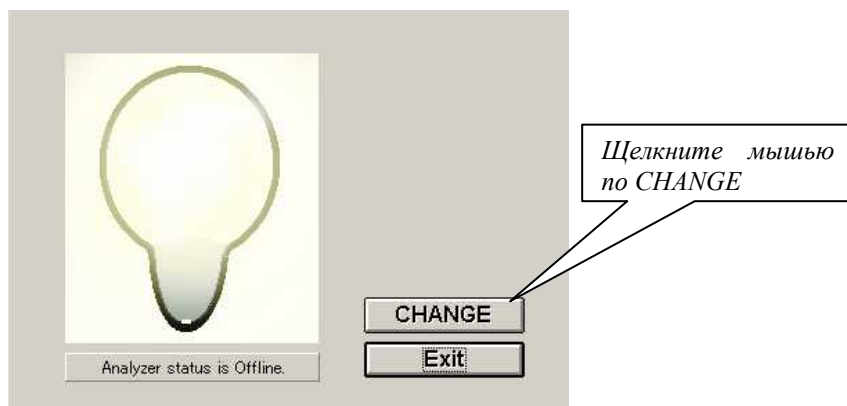 Щелкните мышью
по CHANGE
CHANGE
Exit
Analyzer status is Offline.